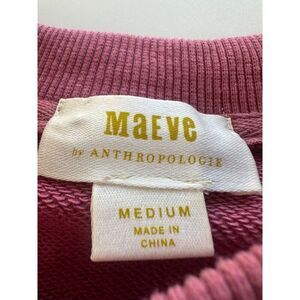 MAEVe
by ANTHROPOLOGIE
MEDIUM
MADE IN
CHINA